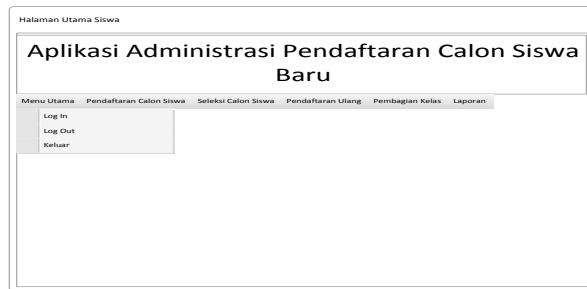 Halaman Utama Siswa
Aplikasi Administrasi Pendaftaran Calon Siswa
Baru
Menu Utama Pendaftaran Calon Siswa Seleksi Calon Siswa Pendaftaran Ulang Pembagian Kelas Laporan
Log In
Log Out
Keluar